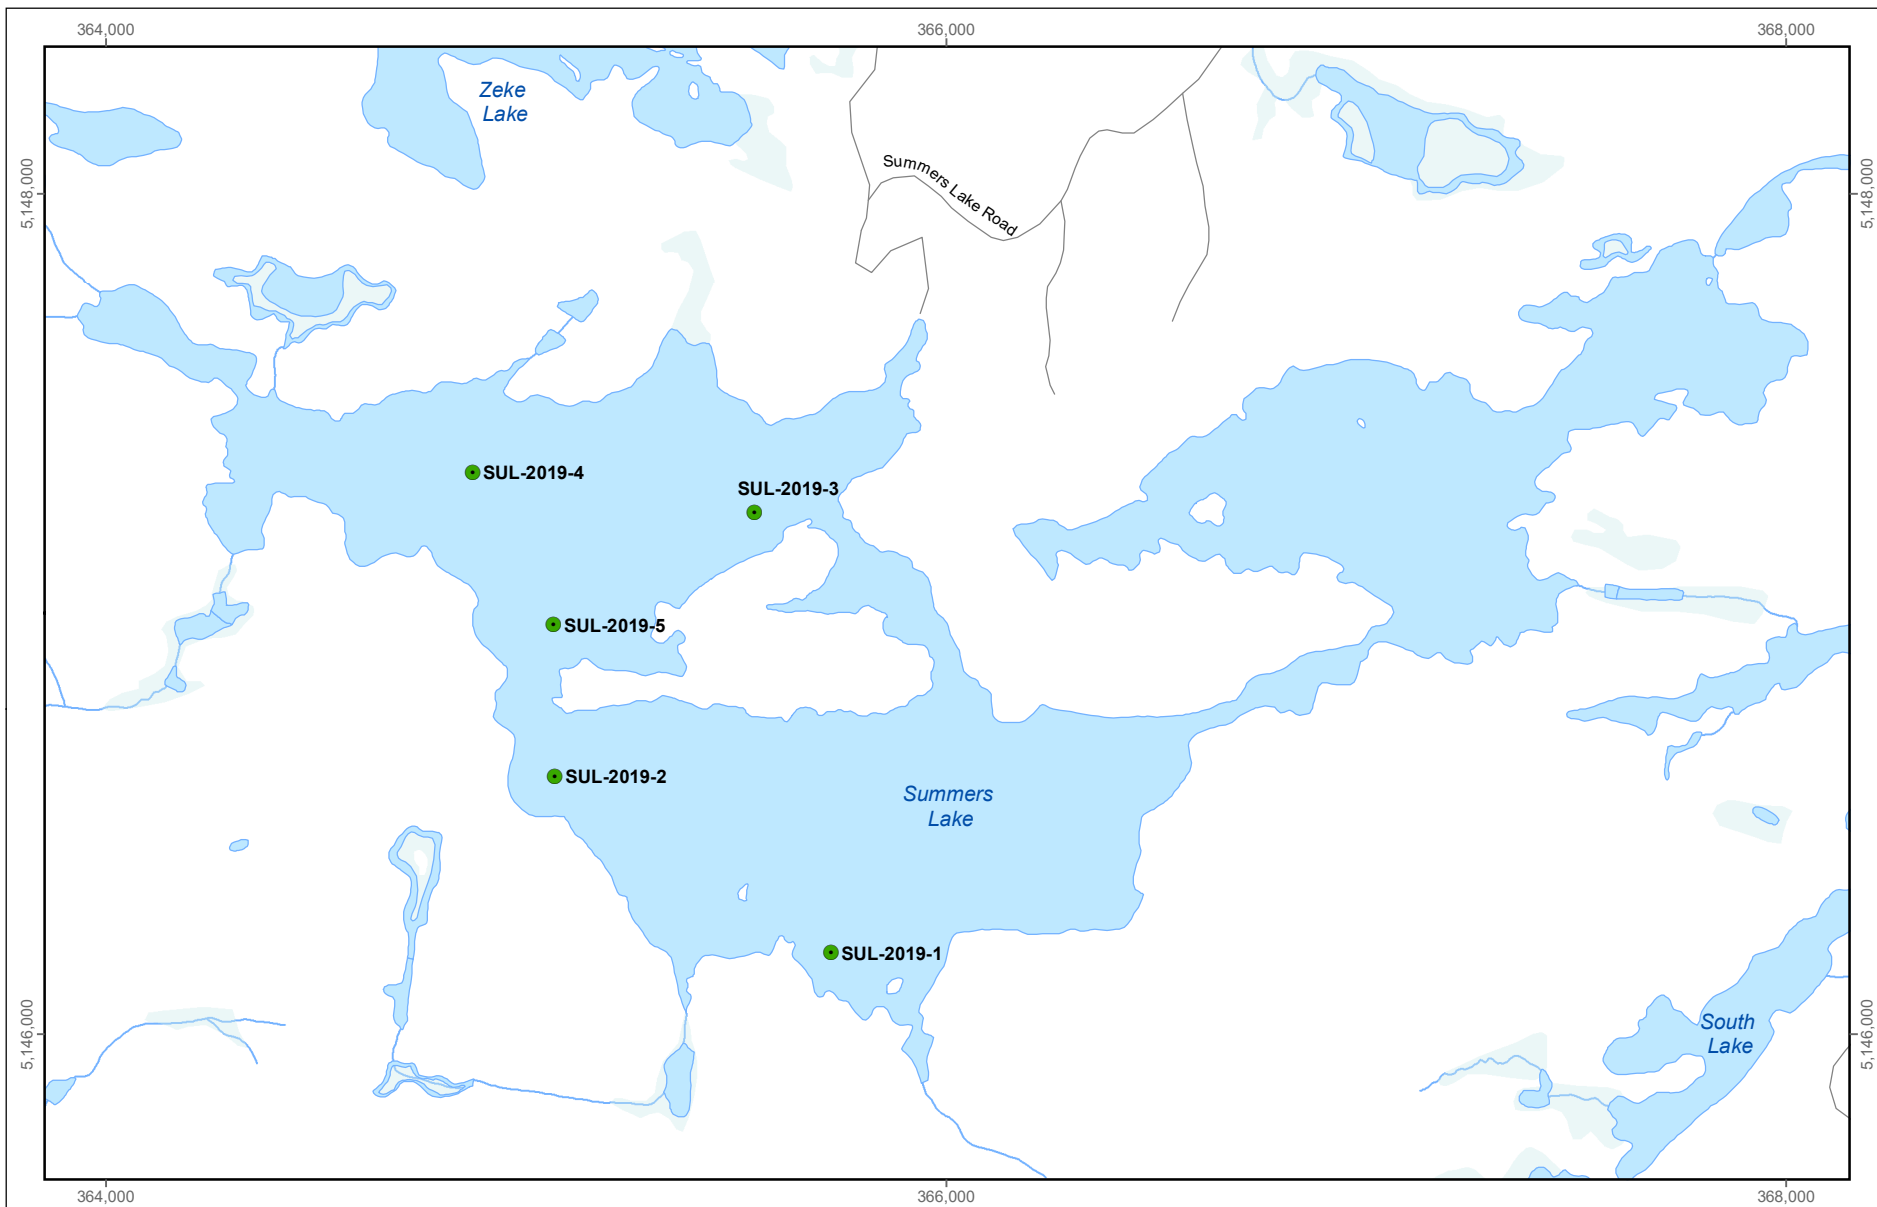 364,000
366,000
368,000
Zeke
Lake
Summers Lake Road
5,148,000
5,148,000
SUL-2019-4
SUL-2019-3
SUL-2019-5
SUL-2019-2
Summers
Lake
SUL-2019-1
South
Lake
5,146,000
5,146,000
364,000
366,000
368,000